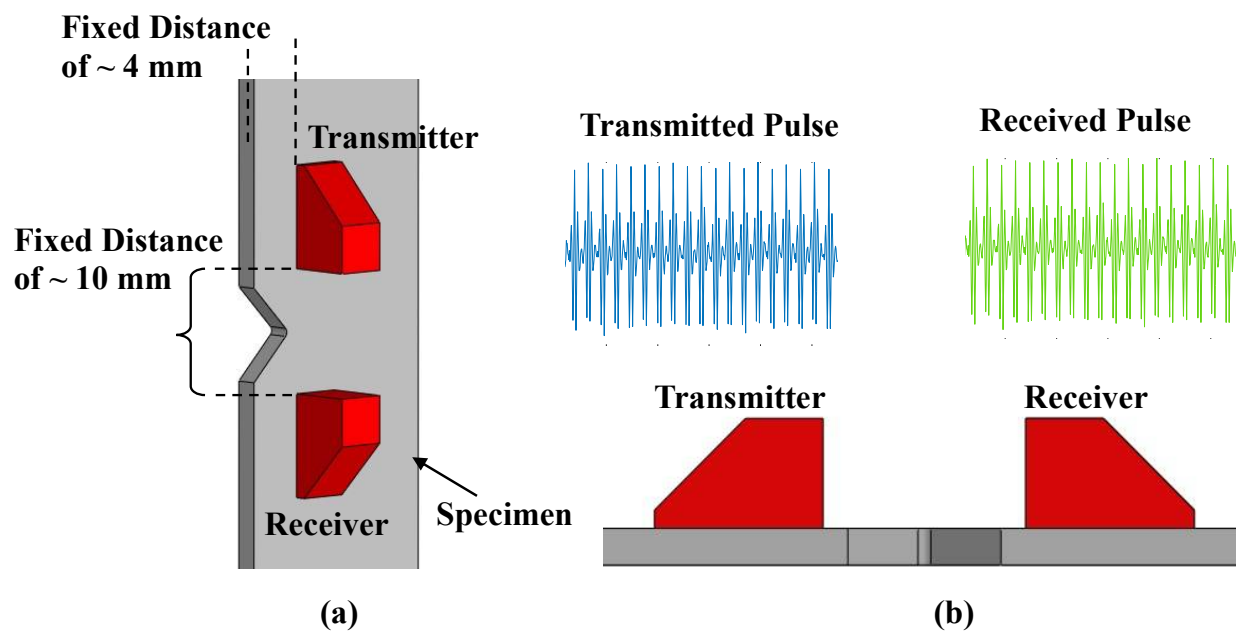 Fixed Distance
of ~ 4 mm
Transmitter
Fixed Distance
of ~ 10 mm
Receiver
Specimen
(a)
Transmitted Pulse
Received Pulse
Transmitter
Receiver
(b)